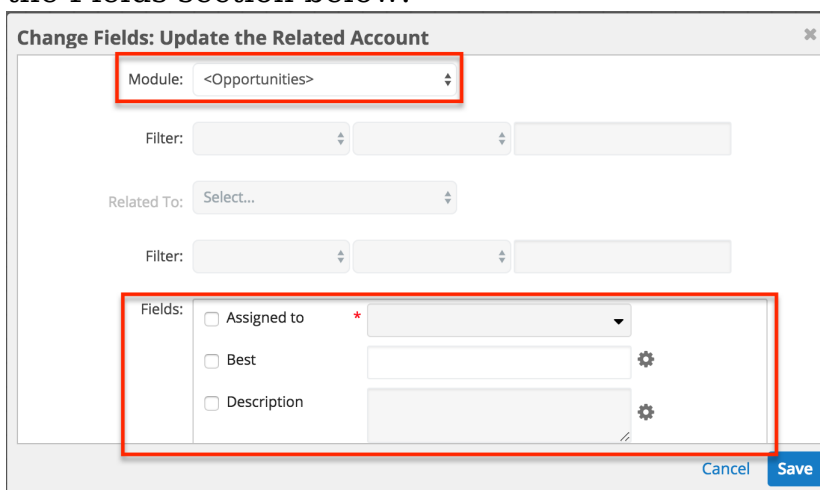 the Fields section below.
Change Fields: Update the Related Account
Module: <Opportunities>
Filter:
Related To: Select...
Filter:
Fields: Assigned to *
Best
Description
Cancel Save